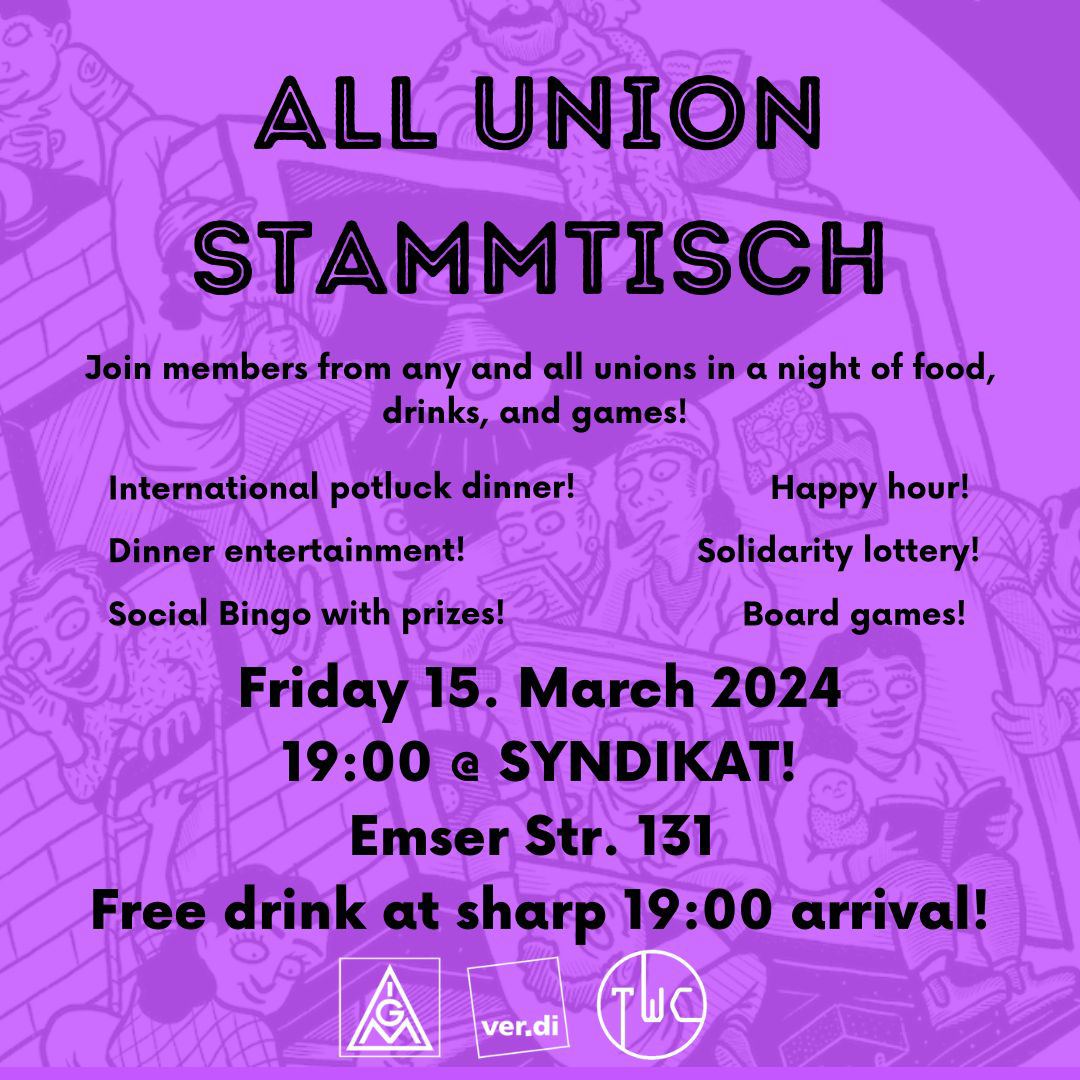 ALL UNION
STAMMTISCH
Join members from any and all unions in a night of food,
drinks, and games!
International potluck dinner!
Happy hour!
Dinner entertainment!
Solidarity lottery!
Social Bingo with prizes!
Board games!
Friday 15. March 2024
19:00 @ SYNDIKAT!
Emser Str. 131
Free drink at sharp 19:00 arrival!
IGM
ver.di
TWC